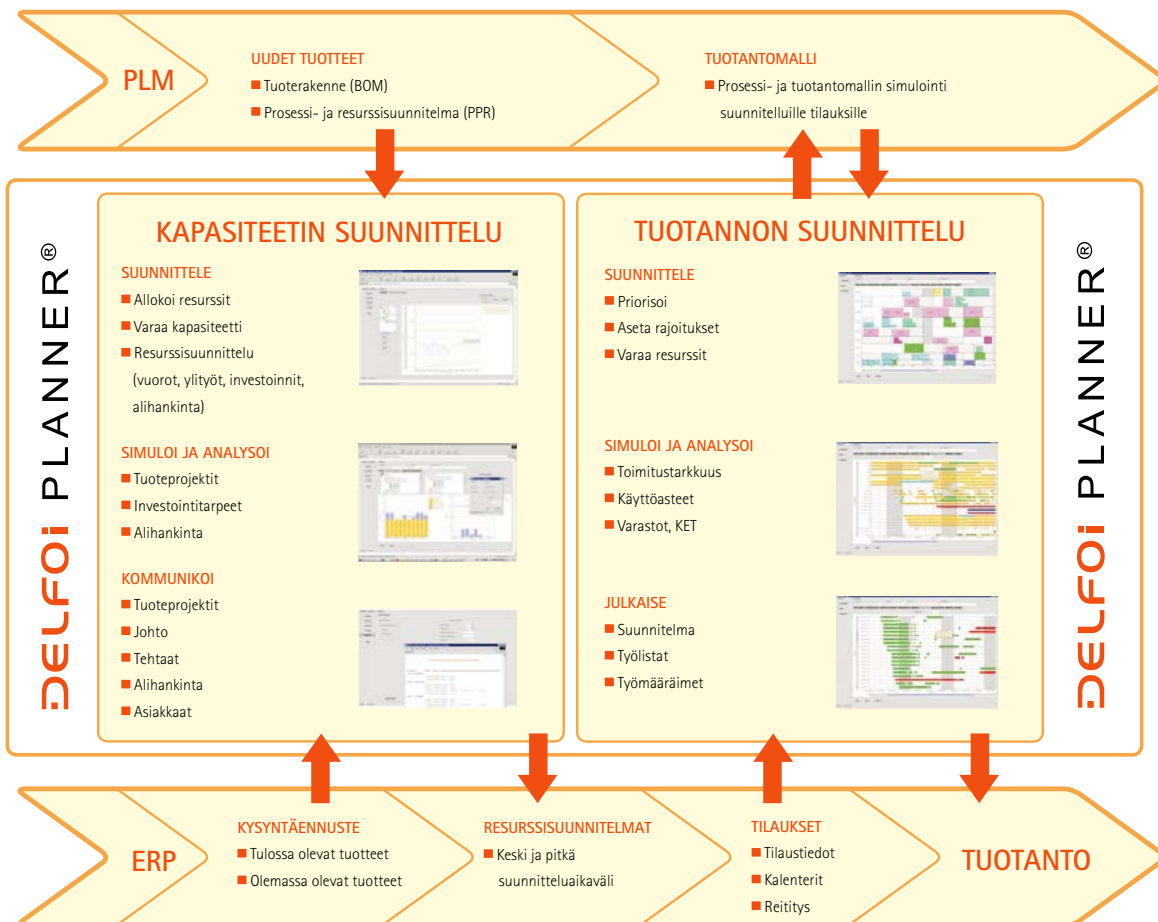 PLM
UUDET TUOTTEET
Tuoterakenne (BOM)
Prosessi- ja resurssisuunnitelma (PPR)
TUOTANTOMALLI
Prosessi- ja tuotantomallin simulointi
suunnitelluille tilauksille
DELFOi PLANNER®
KAPASITEETIN SUUNNITTELU
SUUNNITTELE
Allokoi resurssit
Varaa kapasiteetti
Resurssisuunnittelu
(vuorot, ylityöt, investoinnit,
alihankinta)
SIMULOI JA ANALYSOI
Tuoteprojektit
Investointitarpeet
Alihankinta
KOMMUNIKOI
Tuoteprojektit
Johto
Tehtaat
Alihankinta
Asiakkaat
TUOTANNON SUUNNITTELU
SUUNNITTELE
Priorisoi
Aseta rajoitukset
Varaa resurssit
SIMULOI JA ANALYSOI
Toimitustarkkuus
Käyttöasteet
Varastot, KET
JULKAISE
Suunnitelma
Työlistat
Työmääräimet
DELFOi PLANNER®
ERP
KYSYNTÄENNUSTE
Tulossa olevat tuotteet
Olemassa olevat tuotteet
RESURSSISUUNNITELMAT
Keski ja pitkä
suunnitteluaikaväli
TILAUKSET
Tilaustiedot
Kalenterit
Reititys
TUOTANTO